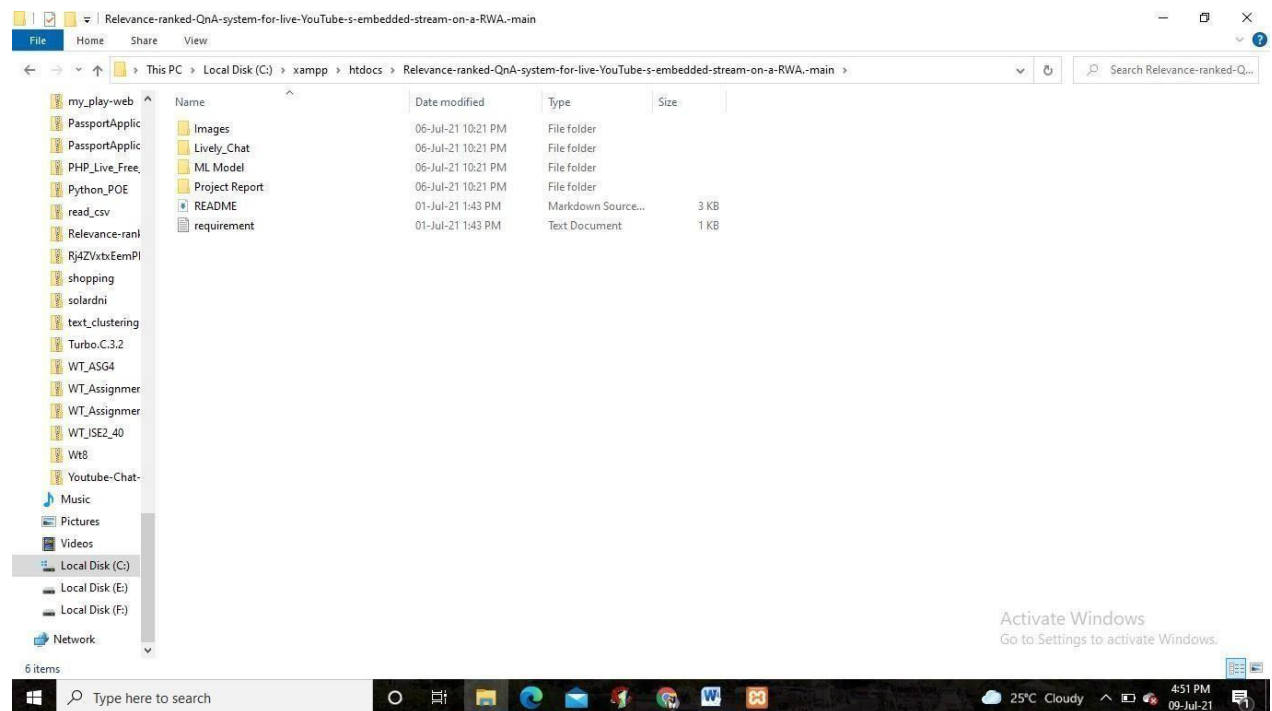 Relevance-ranked-QnA-system-for-live-YouTube-s-embedded-stream-on-a-RWA.-main
File Home Share View
This PC > Local Disk (C:) > xampp > htdocs > Relevance-ranked-QnA-system-for-live-YouTube-s-embedded-stream-on-a-RWA.-main >
Search Relevance-ranked-Q...
my_play-web
PassportApplic
PassportApplic
PHP_Live_Free_
Python_POE
read_csv
Relevance-rank
Rj4ZVxtxEemPl
shopping
solardni
text_clustering
Turbo.C.3.2
WT_ASG4
WT_Assignmer
WT_Assignmer
WT_ISE2_40
Wt8
Youtube-Chat-
Music
Pictures
Videos
Local Disk (C:)
Local Disk (E:)
Local Disk (F:)
Network
Name Date modified Type Size
Images 06-Jul-21 10:21 PM File folder
Lively_Chat 06-Jul-21 10:21 PM File folder
ML Model 06-Jul-21 10:21 PM File folder
Project Report 06-Jul-21 10:21 PM File folder
README 01-Jul-21 1:43 PM Markdown Source... 3 KB
requirement 01-Jul-21 1:43 PM Text Document 1 KB
Activate Windows
Go to Settings to activate Windows.
6 items
Type here to search
25°C Cloudy
4:51 PM
09-Jul-21